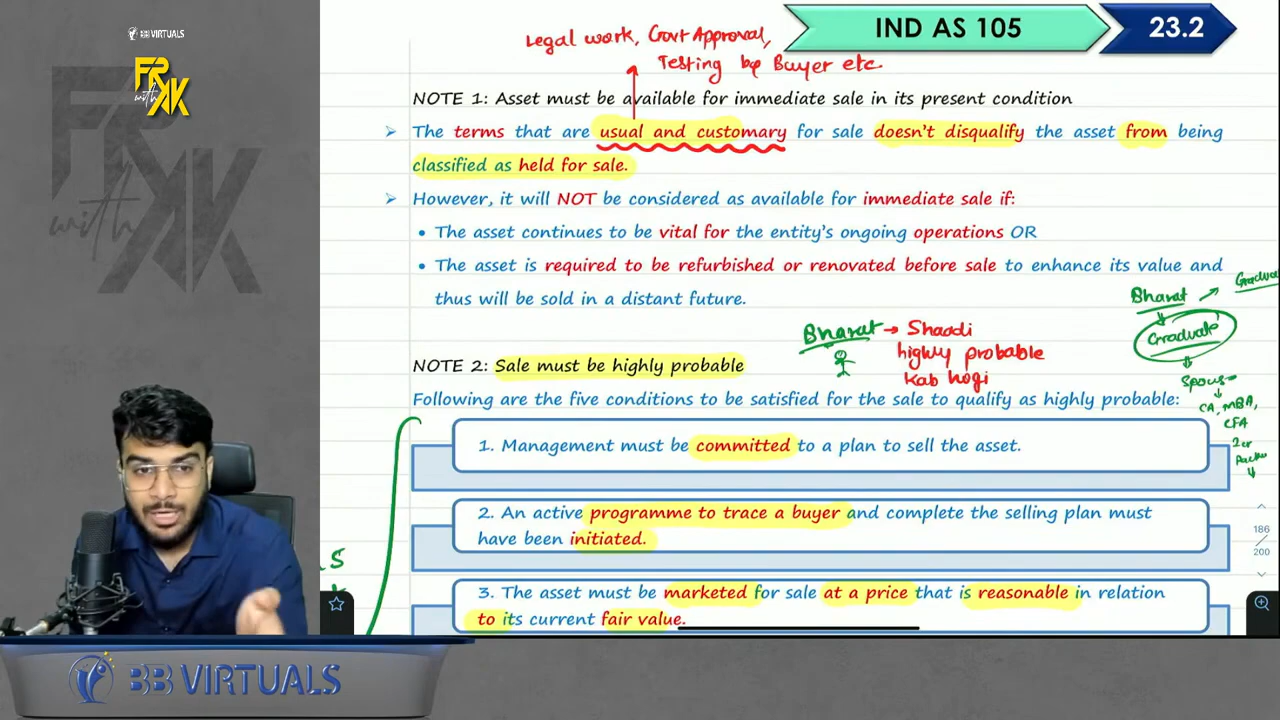 BB VIRTUALS
FR
with
AK
IND AS 105
23.2
Legal work, Govt Approval,
Testing by Buyer etc.
NOTE 1: Asset must be available for immediate sale in its present condition
➢ The terms that are usual and customary for sale doesn't disqualify the asset from being
classified as held for sale.
➢ However, it will NOT be considered as available for immediate sale if:
• The asset continues to be vital for the entity's ongoing operations OR
• The asset is required to be refurbished or renovated before sale to enhance its value and
thus will be sold in a distant future.
Bharat → Shaadi
highly probable
Kab hogi
Bharat
Graduate
Spouse
CA, MBA,
CFA
2cr
NOTE 2: Sale must be highly probable
Following are the five conditions to be satisfied for the sale to qualify as highly probable:
1. Management must be committed to a plan to sell the asset.
2. An active programme to trace a buyer and complete the selling plan must
have been initiated.
3. The asset must be marketed for sale at a price that is reasonable in relation
to its current fair value.
186
200
BB VIRTUALS